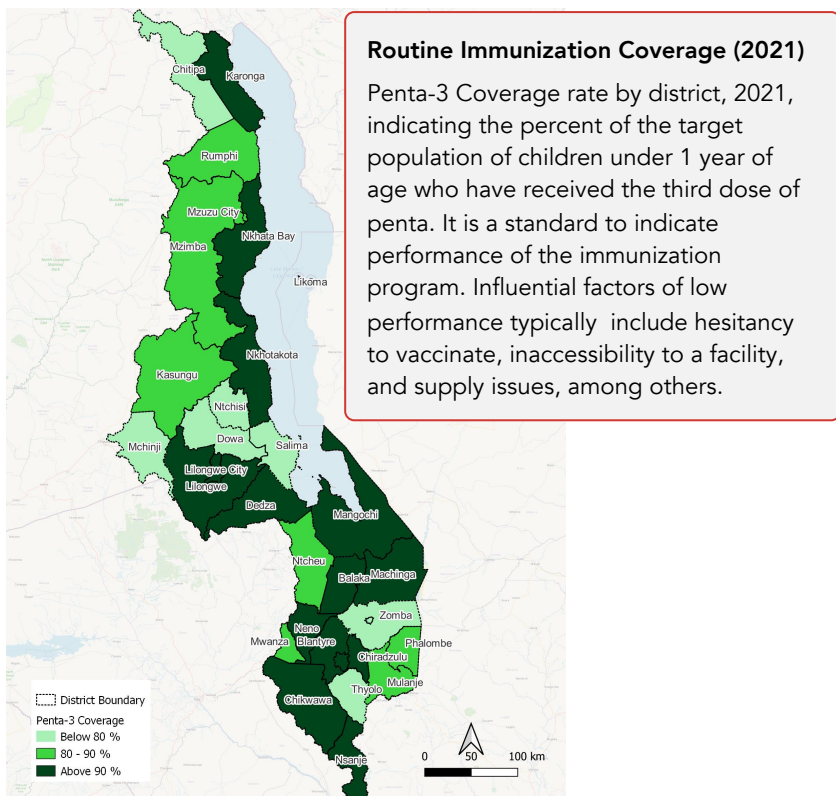 Routine Immunization Coverage (2021)
Penta-3 Coverage rate by district, 2021,
indicating the percent of the target
population of children under 1 year of
age who have received the third dose of
penta. It is a standard to indicate
performance of the immunization
program. Influential factors of low
performance typically include hesitancy
to vaccinate, inaccessibility to a facility,
and supply issues, among others.
Chitipa
Karonga
Rumphi
Mzuzu City
Mzimba
Nkhata Bay
Likoma
Nkhotakota
Kasungu
Ntchisi
Dowa
Mchinji
Salima
Lilongwe City
Lilongwe
Dedza
Mangochi
Ntcheu
Balaka
Machinga
Zomba
Neno
Mwanza
Blantyre
Phalombe
Chiradzulu
Mulanje
Thyolo
Chikwawa
Nsanje
District Boundary
Penta-3 Coverage
Below 80 %
80 - 90 %
Above 90 %
0 50 100 km